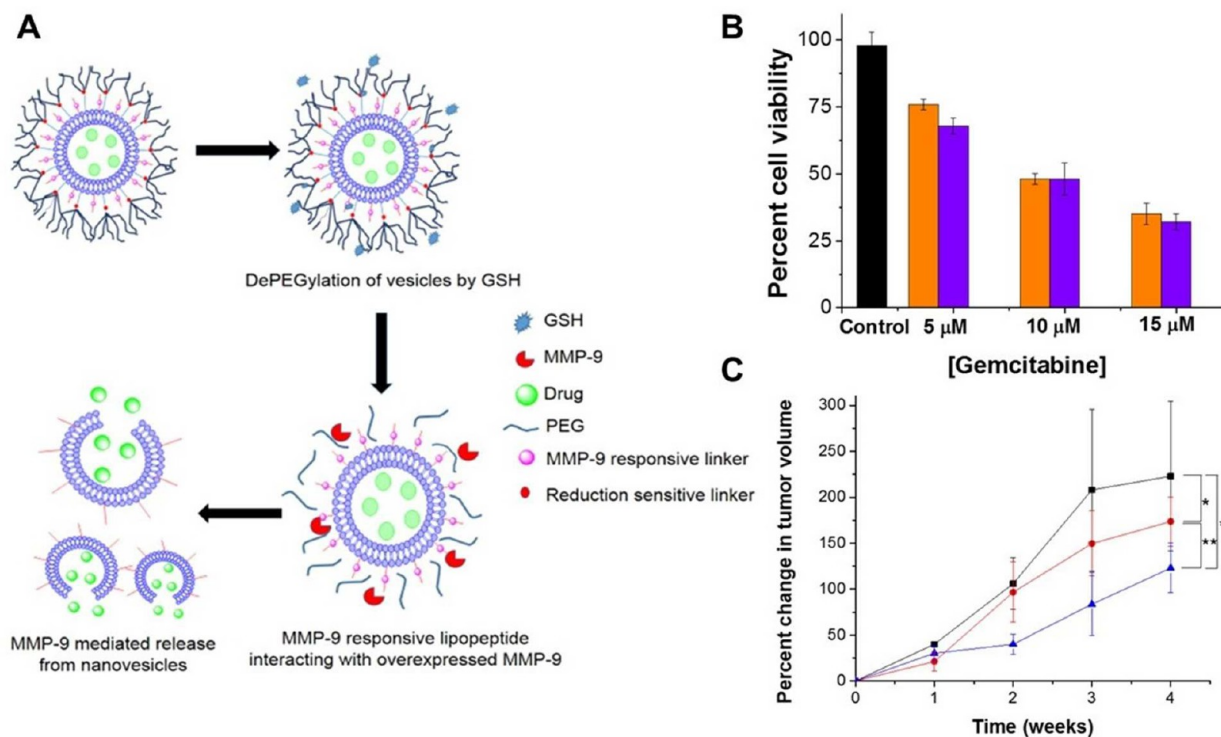 A
DePEGylation of vesicles by GSH
GSH
MMP-9
Drug
PEG
MMP-9 responsive linker
Reduction sensitive linker
MMP-9 mediated release
from nanovesicles
MMP-9 responsive lipopeptide
interacting with overexpressed MMP-9
B
Percent cell viability
100
75
50
25
0
Control 5 μM 10 μM 15 μM
[Gemcitabine]
C
Percent change in tumor volume
300
250
200
150
100
50
0
0 1 2 3 4
Time (weeks)
*
**